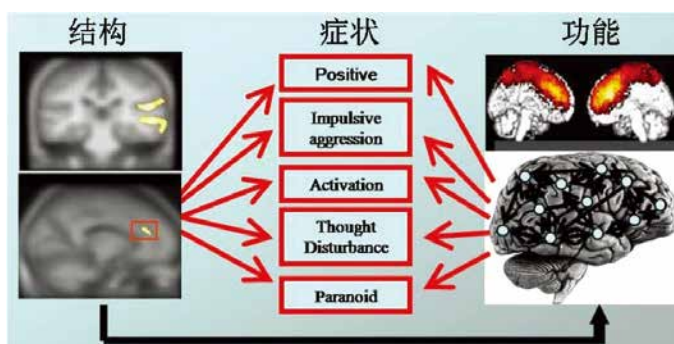 结构
症状
功能
Positive
Impulsive
aggression
Activation
Thought
Disturbance
Paranoid